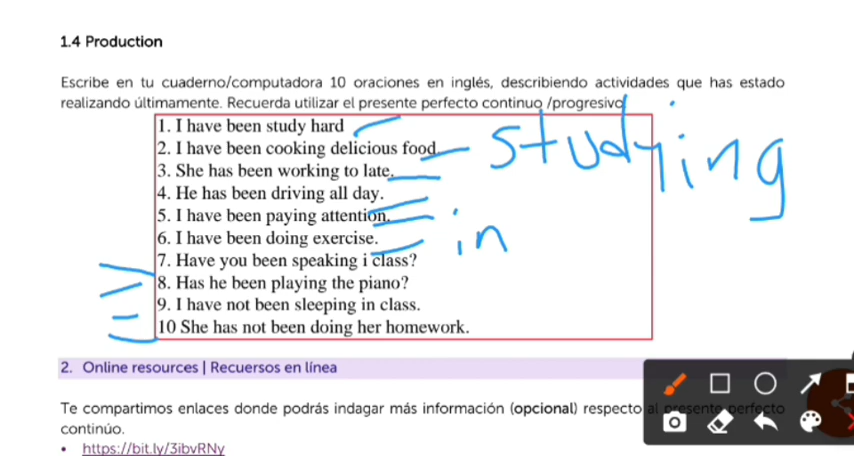 1.4 Production
Escribe en tu cuaderno/computadora 10 oraciones en inglés, describiendo actividades que has estado
realizando últimamente. Recuerda utilizar el presente perfecto continuo /progresivo
1. I have been study hard
2. I have been cooking delicious food
studying
3. She has been working to late.
4. He has been driving all day.
5. I have been paying attention.
6. I have been doing exercise.
in
7. Have you been speaking i class?
8. Has he been playing the piano?
9. I have not been sleeping in class.
10 She has not been doing her homework.
2. Online resources | Recuersos en línea
Te compartimos enlaces donde podrás indagar más información (opcional) respecto al presente perfecto
continúo.
• https://bit.ly/3ibvRNy